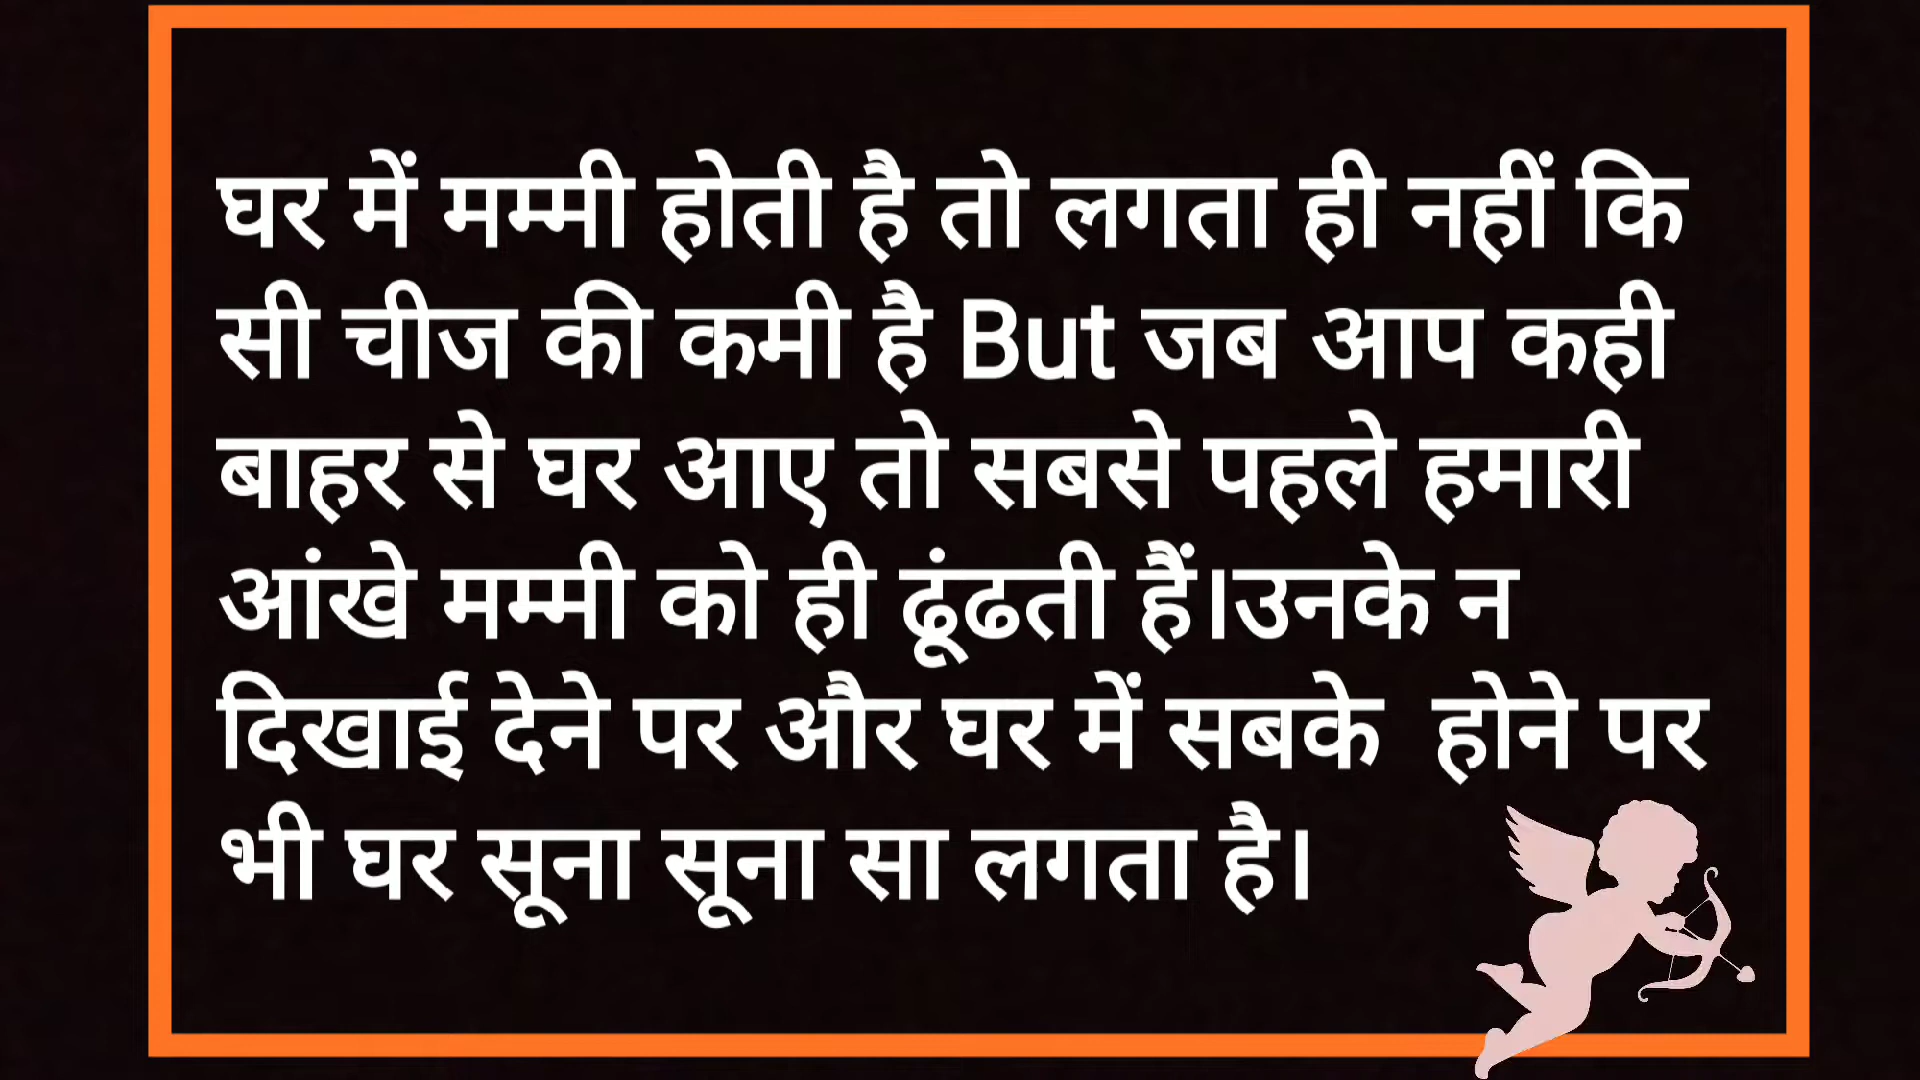 घर में मम्मी होती है तो लगता ही नहीं कि
सी चीज की कमी है But जब आप कही
बाहर से घर आए तो सबसे पहले हमारी
आंखे मम्मी को ही ढूंढती हैं।उनके न
दिखाई देने पर और घर में सबके  होने पर
भी घर सूना सूना सा लगता है।